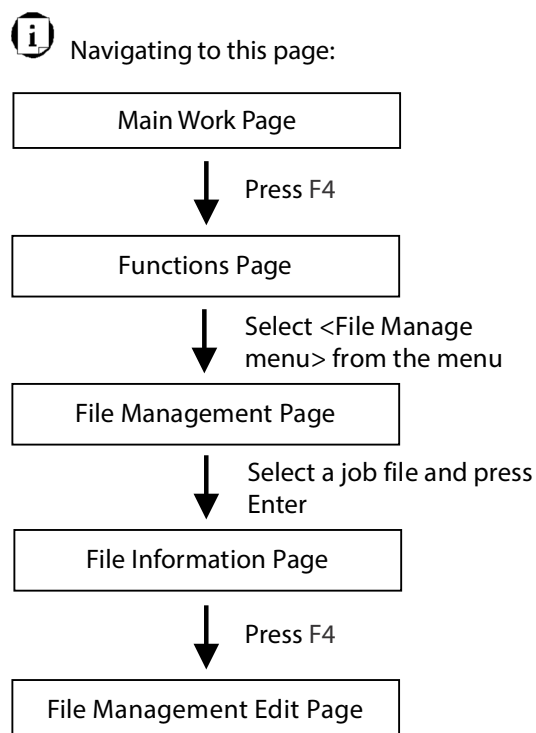 i
Navigating to this page:
Main Work Page
Press F4
Functions Page
Select <File Manage
menu> from the menu
File Management Page
Select a job file and press
Enter
File Information Page
Press F4
File Management Edit Page